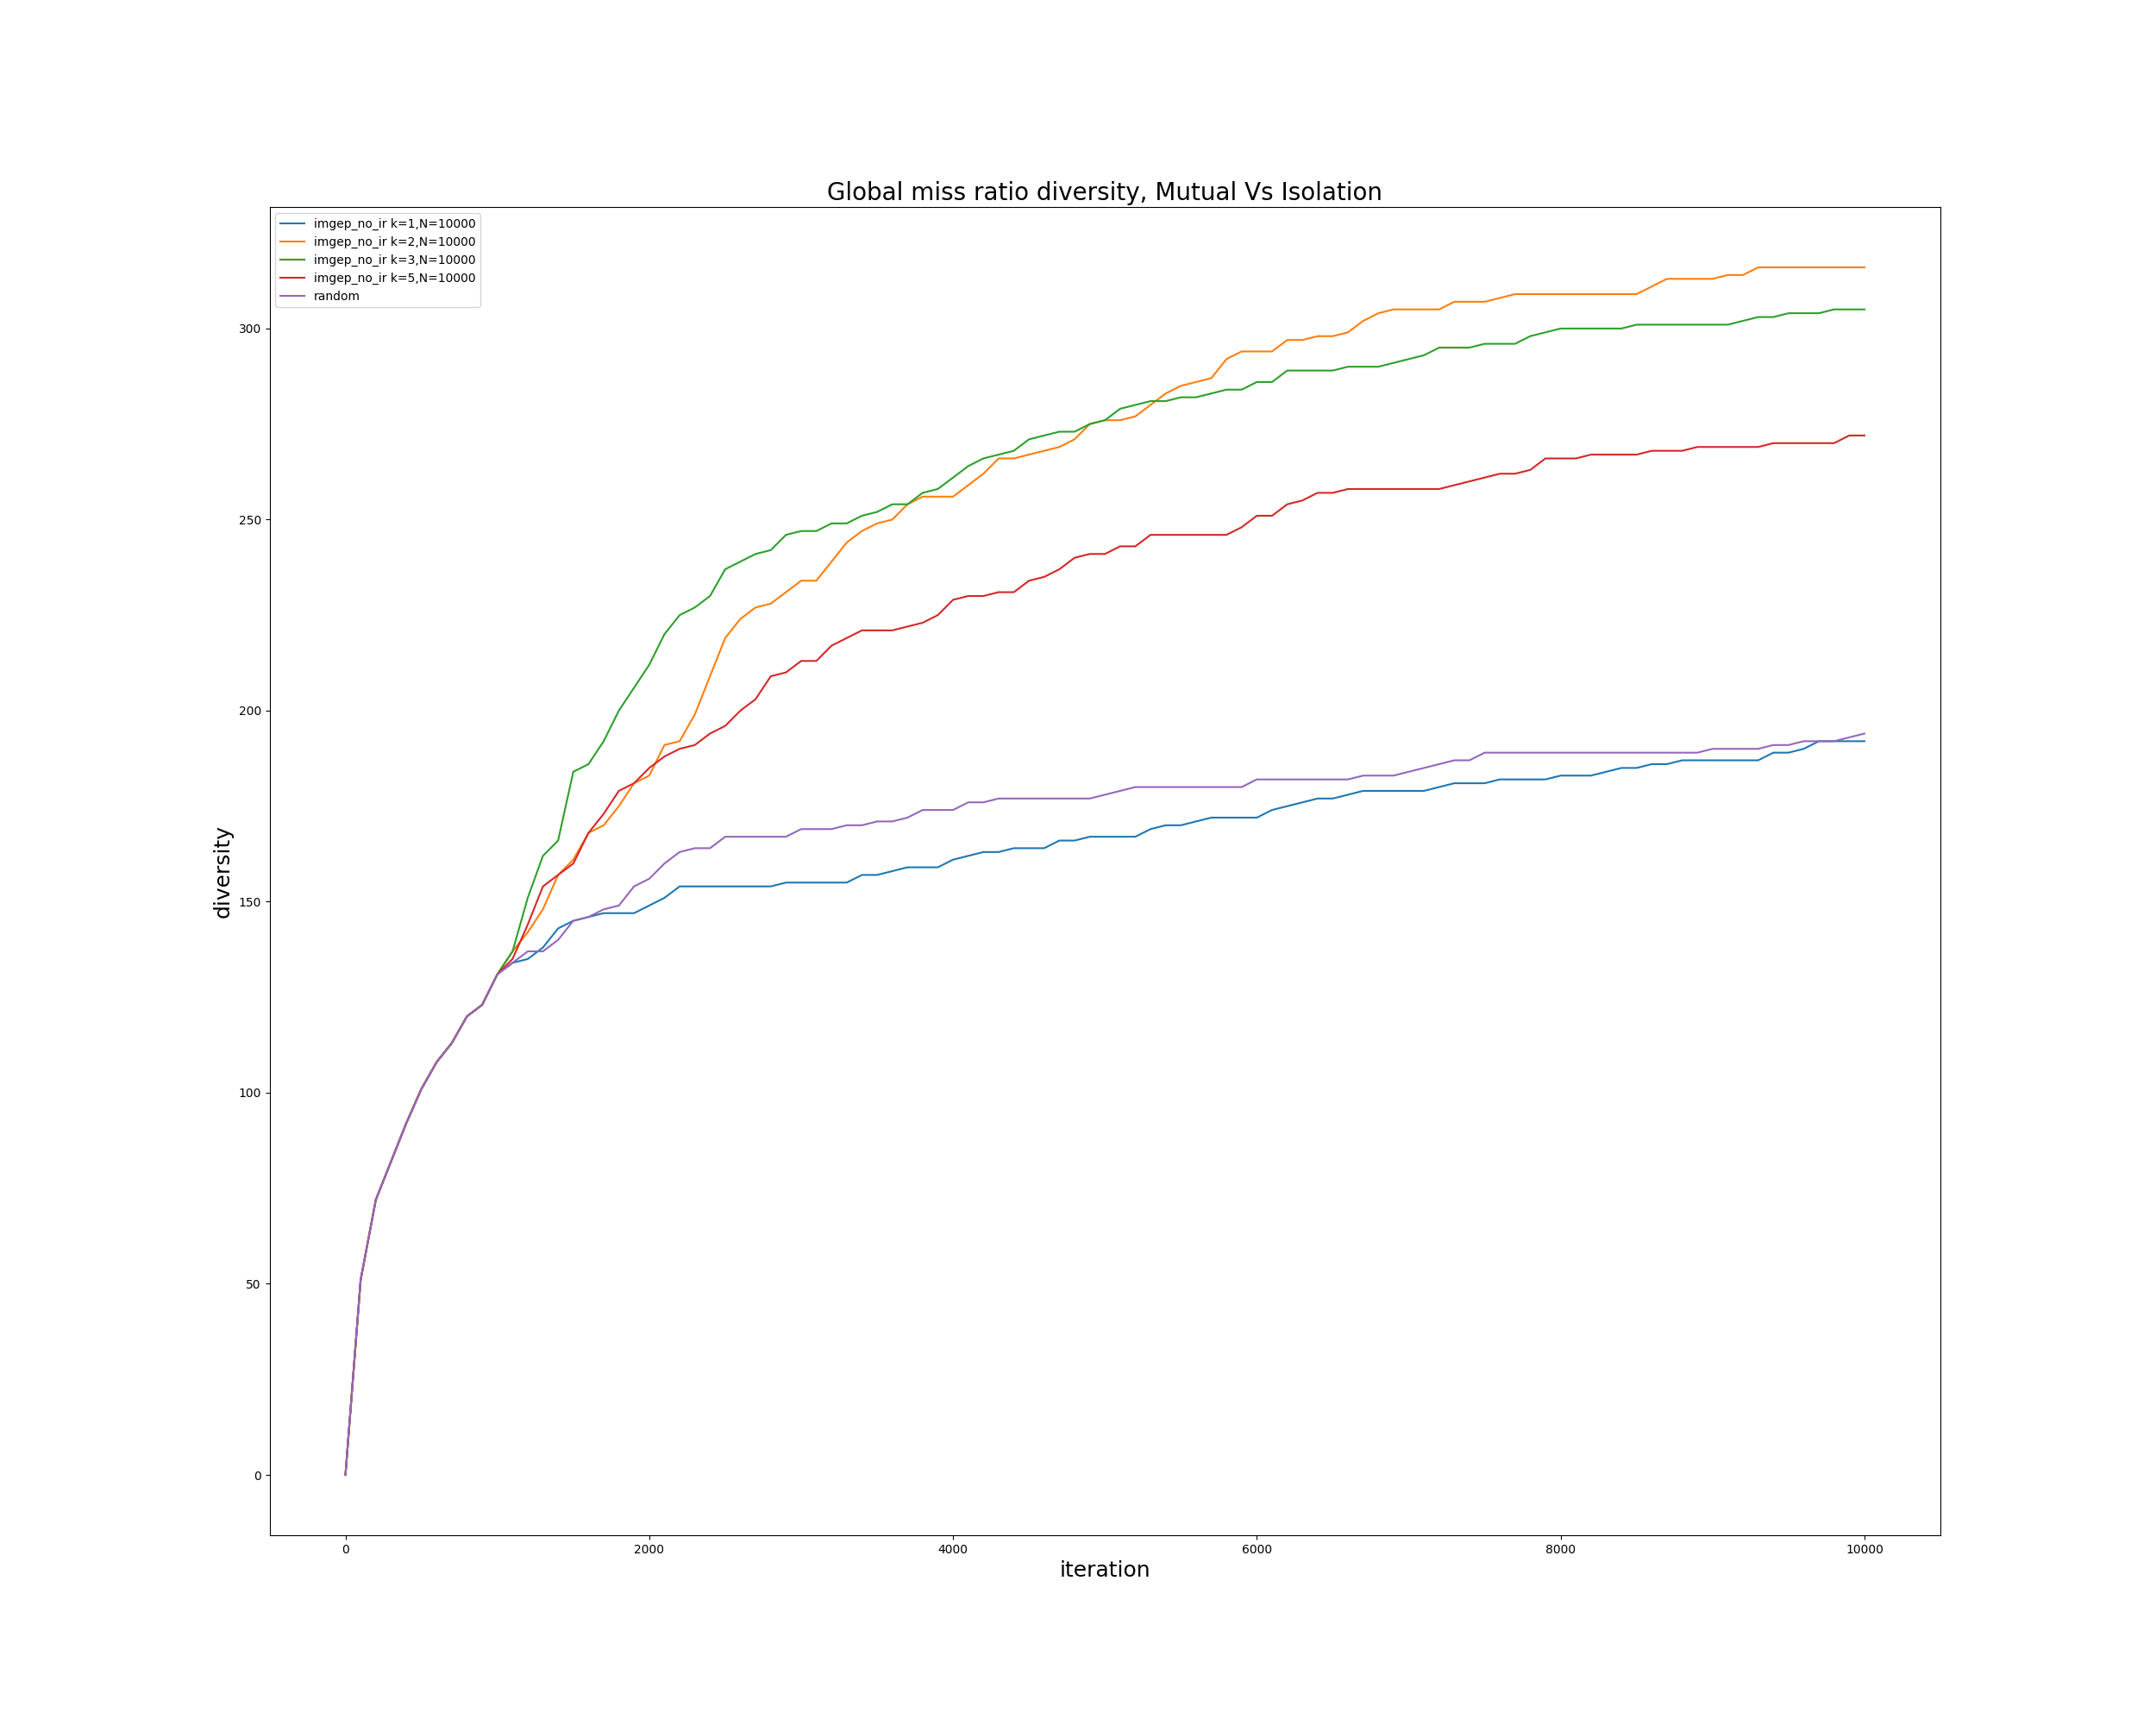 Global miss ratio diversity, Mutual Vs Isolation
imgep_no_ir k=1,N=10000
imgep_no_ir k=2,N=10000
imgep_no_ir k=3,N=10000
imgep_no_ir k=5,N=10000
random
300
250
200
150
100
50
0
diversity
0 2000 4000 6000 8000 10000
iteration